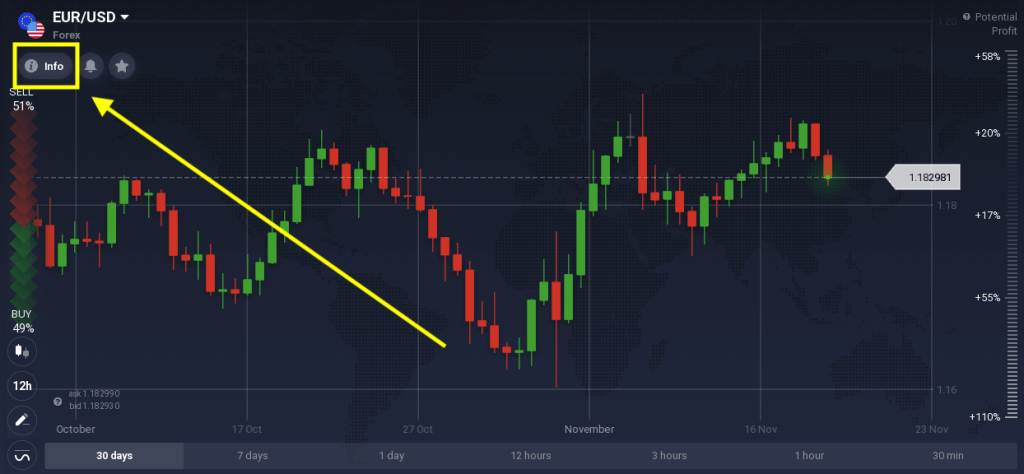 EUR/USD
Forex
Info
SELL
51%
BUY
49%
12h
ask 1.182990
bid 1.182930
1.20
1.18
1.16
1.182981
Potential
Profit
+58%
+20%
+17%
+55%
+110%
October
17 Oct
27 Oct
November
16 Nov
23 Nov
30 days
7 days
1 day
12 hours
3 hours
1 hour
30 min